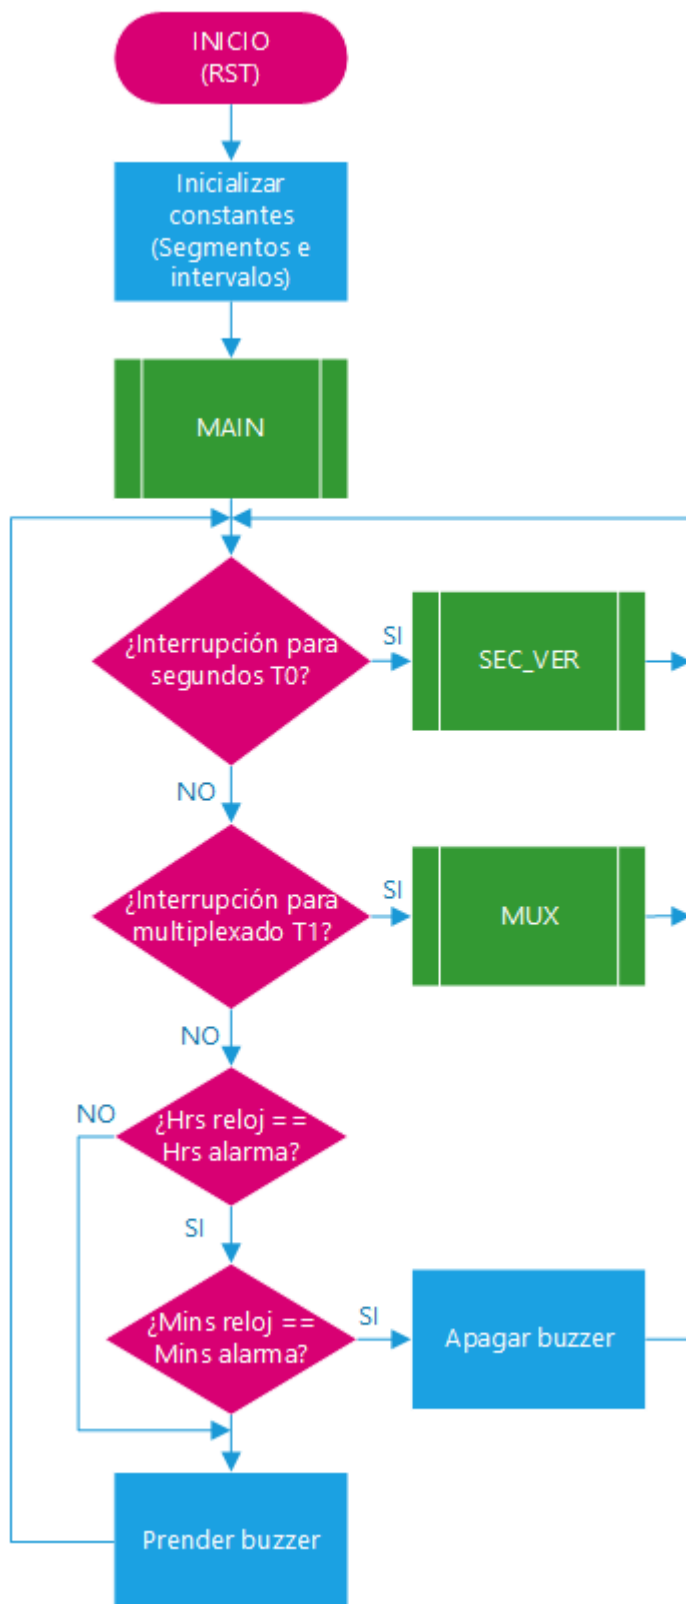 INICIO
(RST)
Inicializar
constantes
(Segmentos e
intervalos)
MAIN
¿Interrupción para
segundos T0?
SI
SEC_VER
NO
¿Interrupción para
multiplexado T1?
SI
MUX
NO
¿Hrs reloj ==
Hrs alarma?
NO
SI
¿Mins reloj ==
Mins alarma?
SI
Apagar buzzer
Prender buzzer